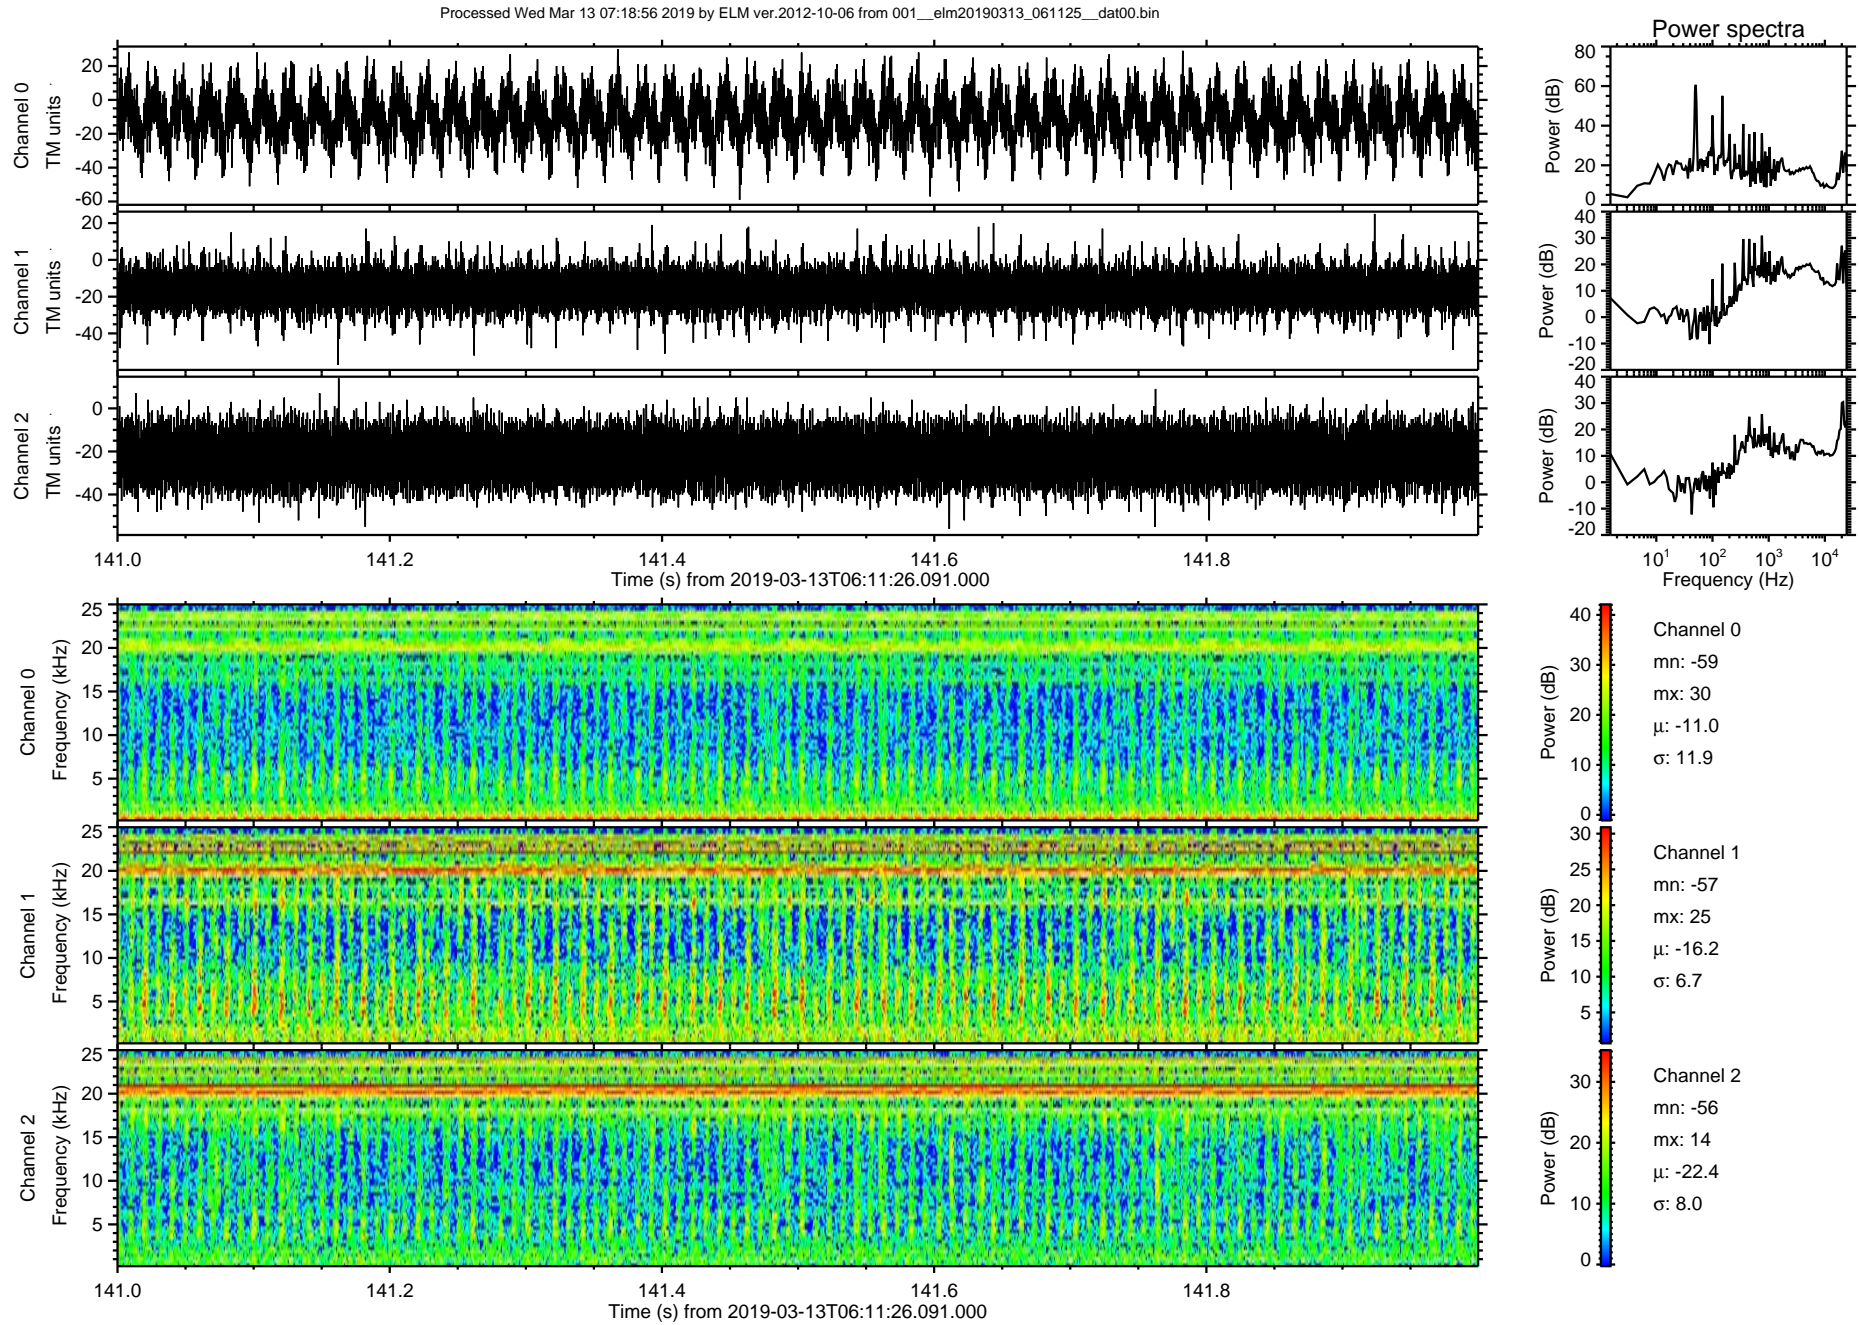 Processed Wed Mar 13 07:18:56 2019 by ELM ver.2012-10-06 from 001__elm20190313_061125__dat00.bin
Power spectra
Channel 0
TM units
20
0
-20
-40
-60
Power (dB)
80
60
40
20
0
Channel 1
TM units
20
0
-20
-40
Power (dB)
40
30
20
10
0
-10
-20
Channel 2
TM units
0
-20
-40
Power (dB)
40
30
20
10
0
-10
-20
141.0 141.2 141.4 141.6 141.8
Time (s) from 2019-03-13T06:11:26.091.000
10¹ 10² 10³ 10⁴
Frequency (Hz)
Channel 0
Frequency (kHz)
25
20
15
10
5
Power (dB)
40
30
20
10
0
Channel 0
mn: -59
mx: 30
µ: -11.0
σ: 11.9
Channel 1
Frequency (kHz)
25
20
15
10
5
Power (dB)
30
25
20
15
10
5
Channel 1
mn: -57
mx: 25
µ: -16.2
σ: 6.7
Channel 2
Frequency (kHz)
25
20
15
10
5
Power (dB)
30
20
10
0
Channel 2
mn: -56
mx: 14
µ: -22.4
σ: 8.0
141.0 141.2 141.4 141.6 141.8
Time (s) from 2019-03-13T06:11:26.091.000